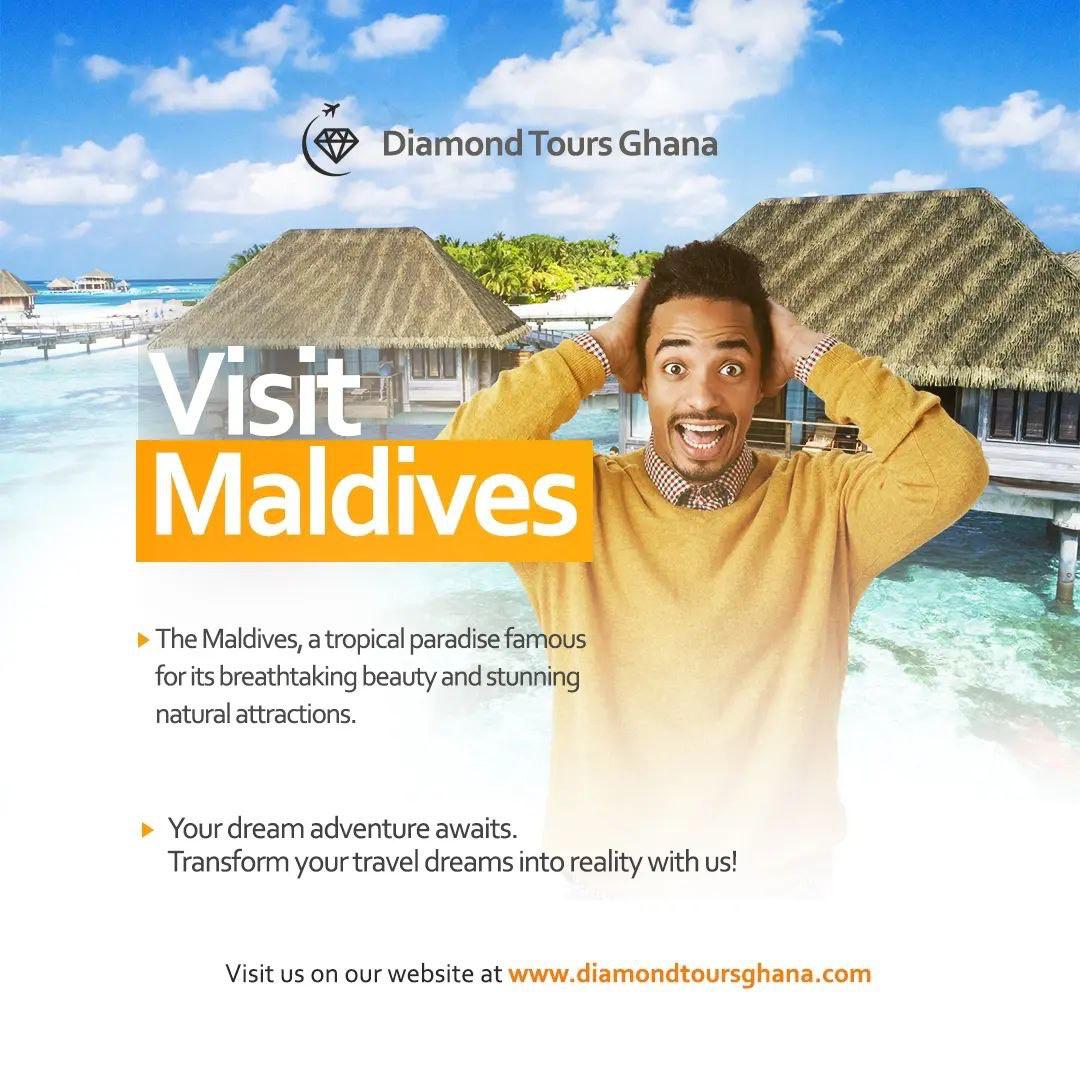 Diamond Tours Ghana
Visit
Maldives
The Maldives, a tropical paradise famous
for its breathtaking beauty and stunning
natural attractions.
Your dream adventure awaits.
Transform your travel dreams into reality with us!
Visit us on our website at www.diamondtoursghana.com